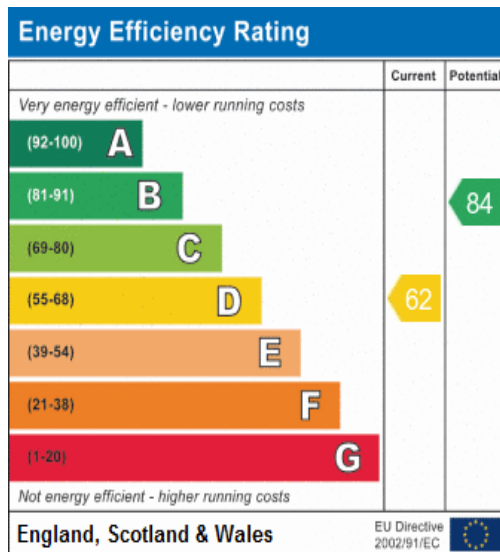 Energy Efficiency Rating
Current Potential
Very energy efficient - lower running costs
(92-100) A
(81-91) B
84
(69-80) C
(55-68) D
62
(39-54) E
(21-38) F
(1-20) G
Not energy efficient - higher running costs
England, Scotland & Wales
EU Directive
2002/91/EC